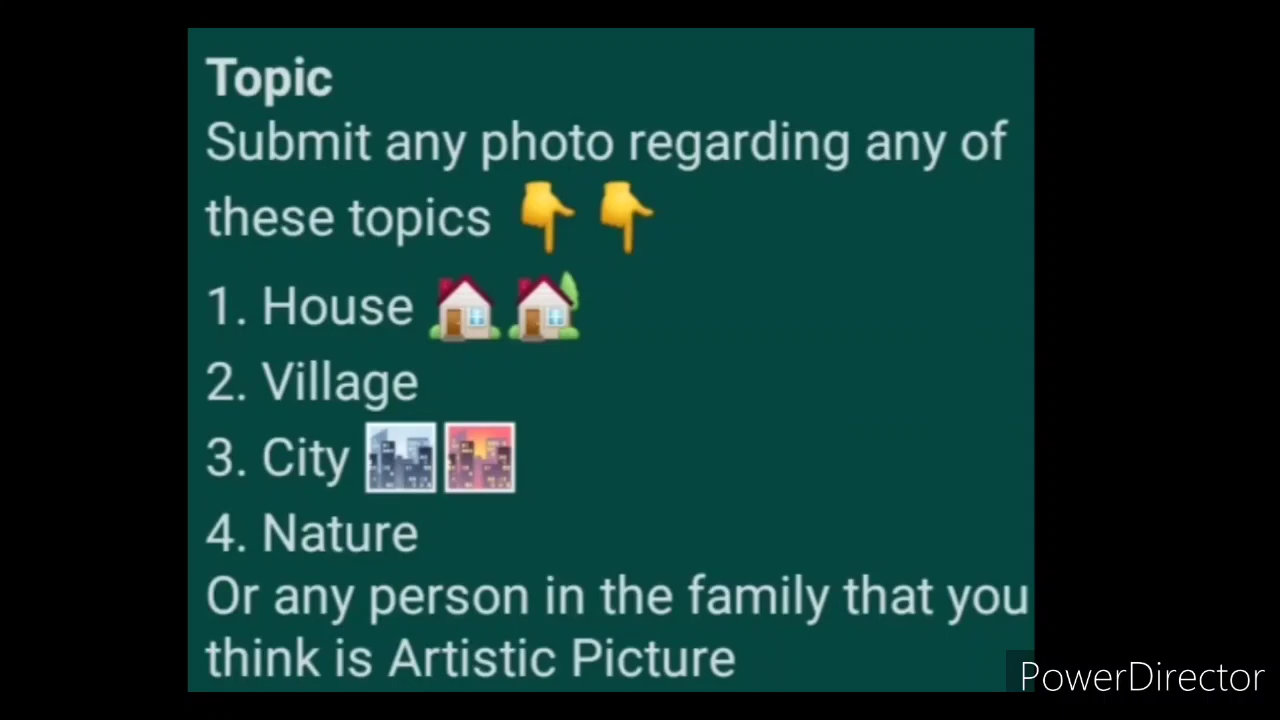 Topic
Submit any photo regarding any of
these topics 👇👇
1. House 🏠🏡
2. Village
3. City 🏙️🌇
4. Nature
Or any person in the family that you
think is Artistic Picture
PowerDirector